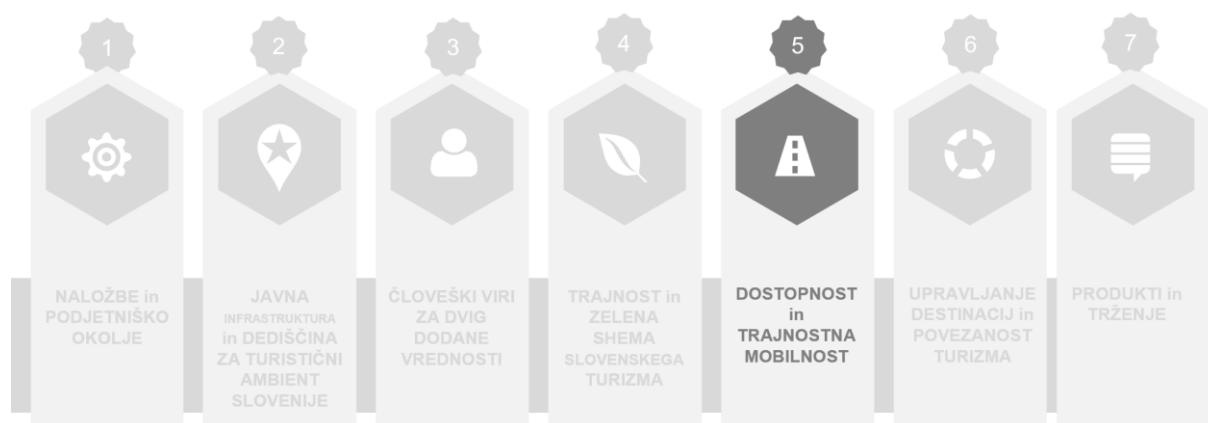 1
2
3
4
5
6
7
NALOŽBE in
PODJETNIŠKO
OKOLJE
JAVNA
INFRASTRUKTURA
in DEDIŠČINA
ZA TURISTIČNI
AMBIENT
SLOVENIJE
ČLOVEŠKI VIRI
ZA DVIG
DODANE
VREDNOSTI
TRAJNOST in
ZELENA
SHEMA
SLOVENSKEGA
TURIZMA
DOSTOPNOST
in
TRAJNOSTNA
MOBILNOST
UPRAVLJANJE
DESTINACIJ in
POVEZANOST
TURIZMA
PRODUKTI in
TRŽENJE